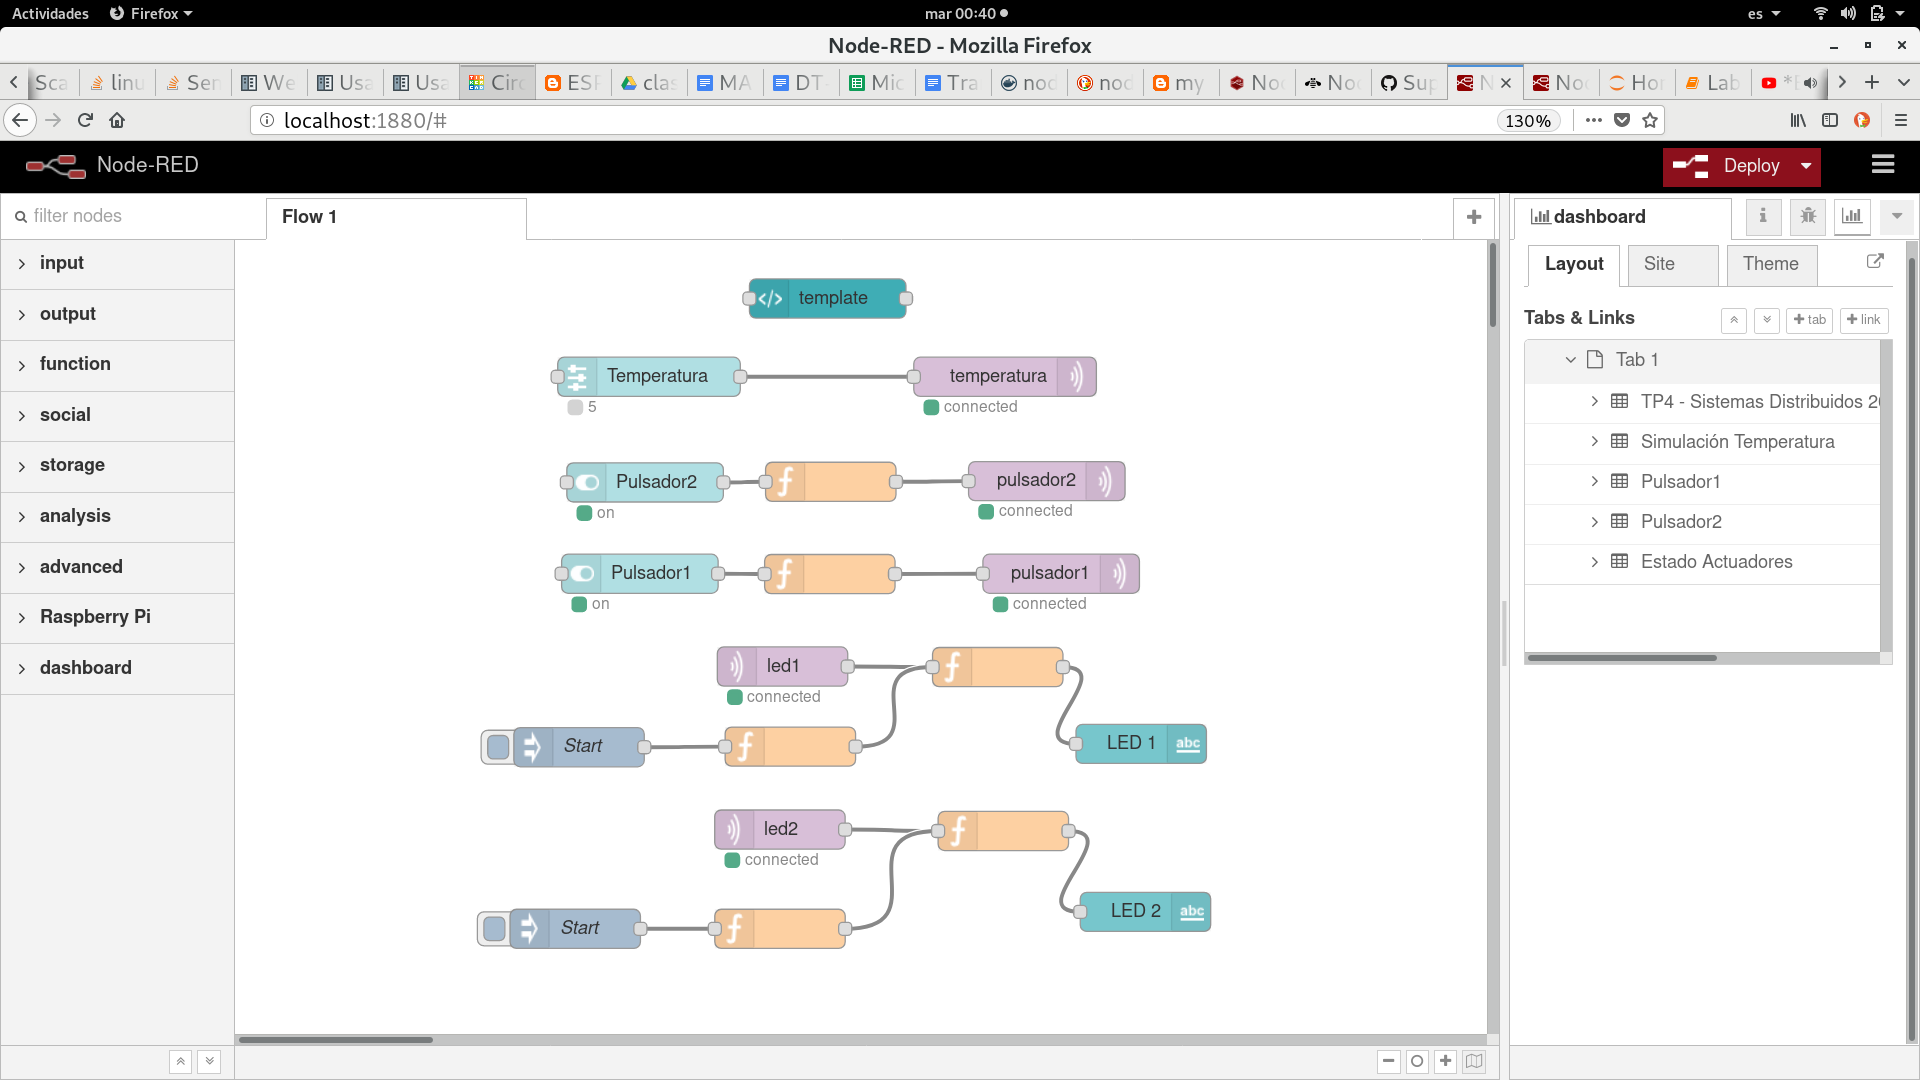 Actividades Firefox mar 00:40 es
Node-RED - Mozilla Firefox
Sca linu Sen We Usa Usa Circ ESP clas MA DT- Mic Tra nod nod my Noc Noc Sup N Noc Hor Lab
localhost:1880/# 130%
Node-RED Deploy
filter nodes
input
output
function
social
storage
analysis
advanced
Raspberry Pi
dashboard
Flow 1
template
Temperatura temperatura
5 connected
Pulsador2 pulsador2
on connected
Pulsador1 pulsador1
on connected
led1
connected
Start LED 1 abc
led2
connected
LED 2 abc
Start
dashboard
Layout Site Theme
Tabs & Links tab link
Tab 1
TP4 - Sistemas Distribuidos 20
Simulación Temperatura
Pulsador1
Pulsador2
Estado Actuadores